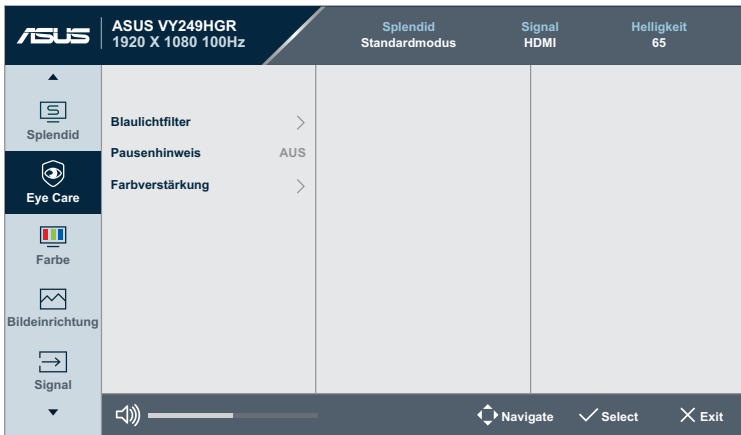 ASUS
ASUS VY249HGR
1920 X 1080 100Hz
Splendid
Standardmodus
Signal
HDMI
Helligkeit
65
Splendid
Eye Care
Farbe
Bildeinrichtung
Signal
Blaulichtfilter
Pausenhinweis AUS
Farbverstärkung
Navigate
Select
Exit